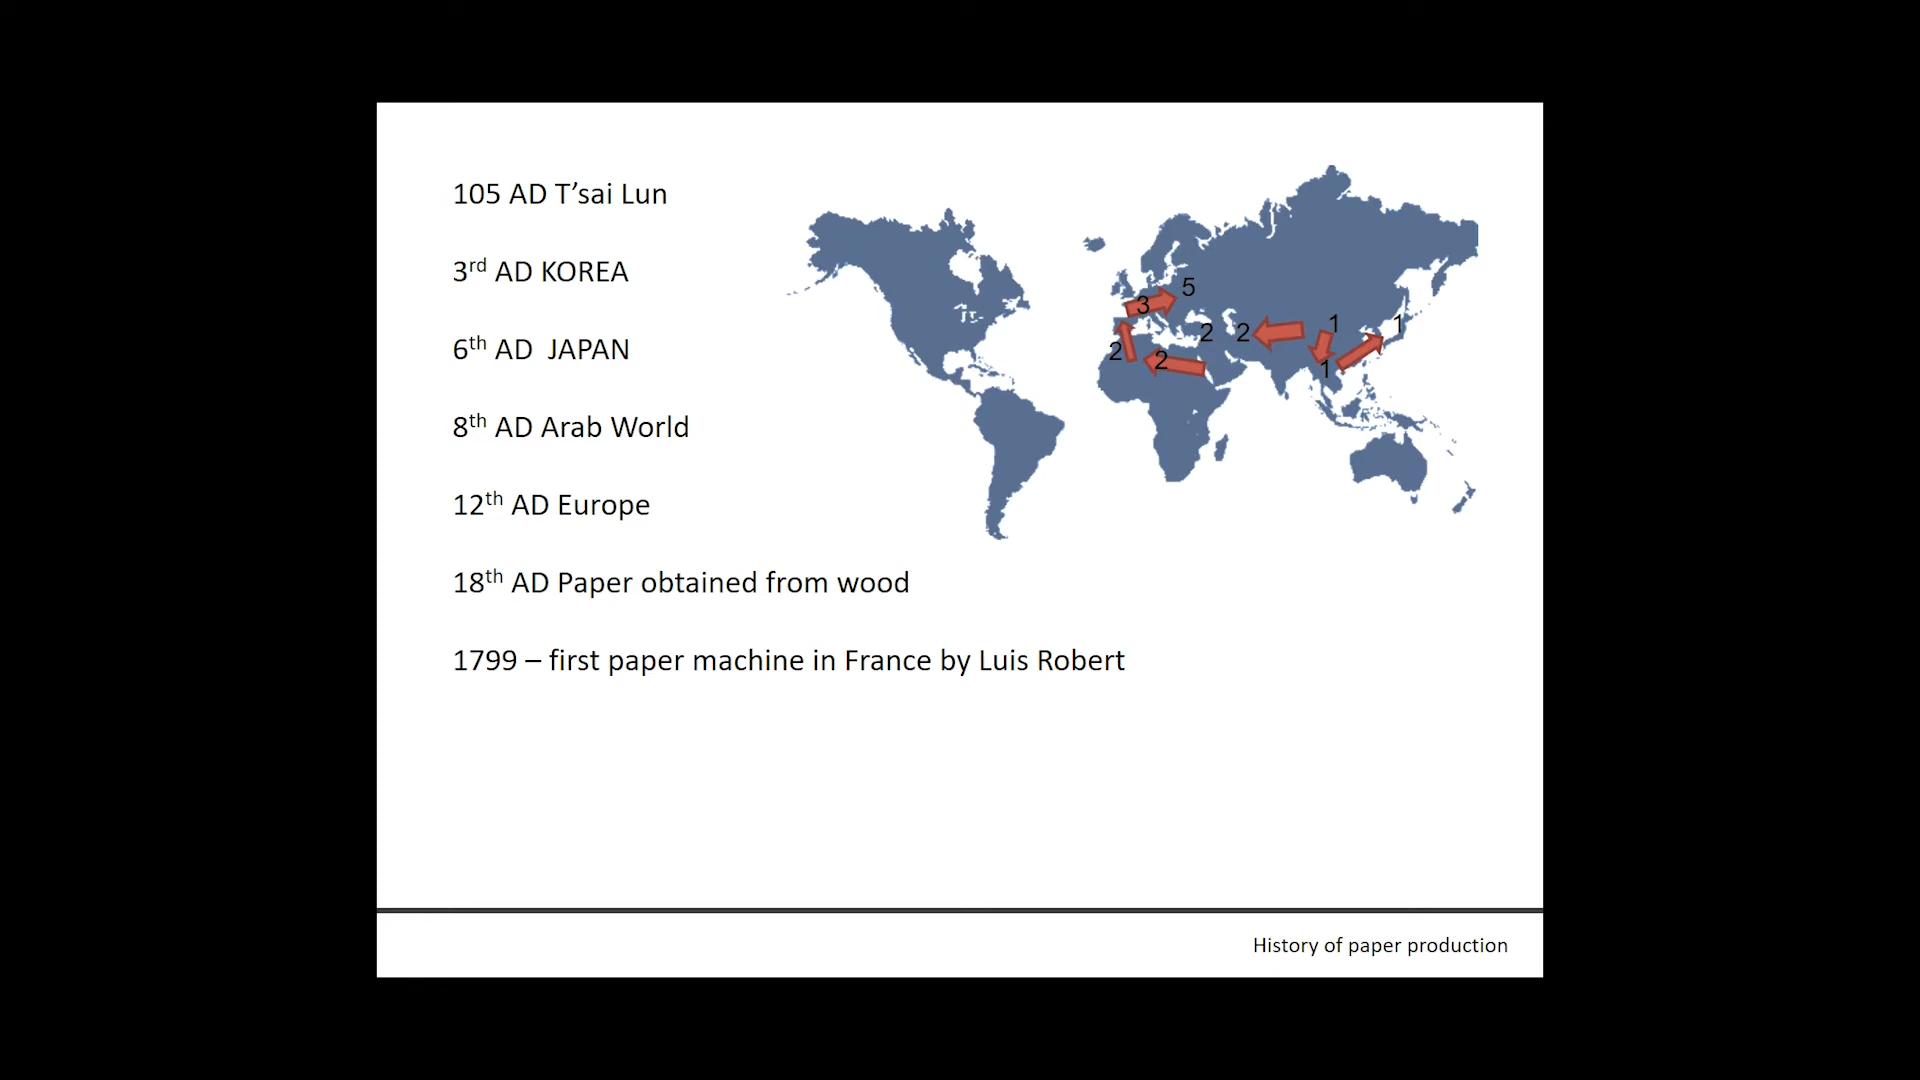 105 AD T’sai Lun
3rd AD KOREA
6th AD  JAPAN
8th AD Arab World
12th AD Europe
18th AD Paper obtained from wood
1799 – first paper machine in France by Luis Robert
5
3
1
1
2
2
2
2
1
History of paper production